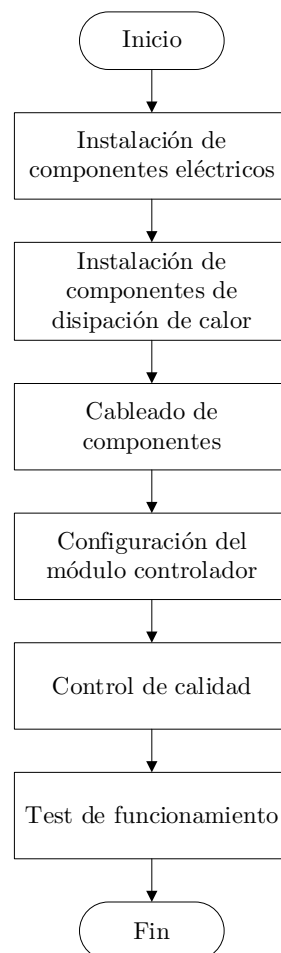 Inicio
Instalación de
componentes eléctricos
Instalación de
componentes de
disipación de calor
Cableado de
componentes
Configuración del
módulo controlador
Control de calidad
Test de funcionamiento
Fin